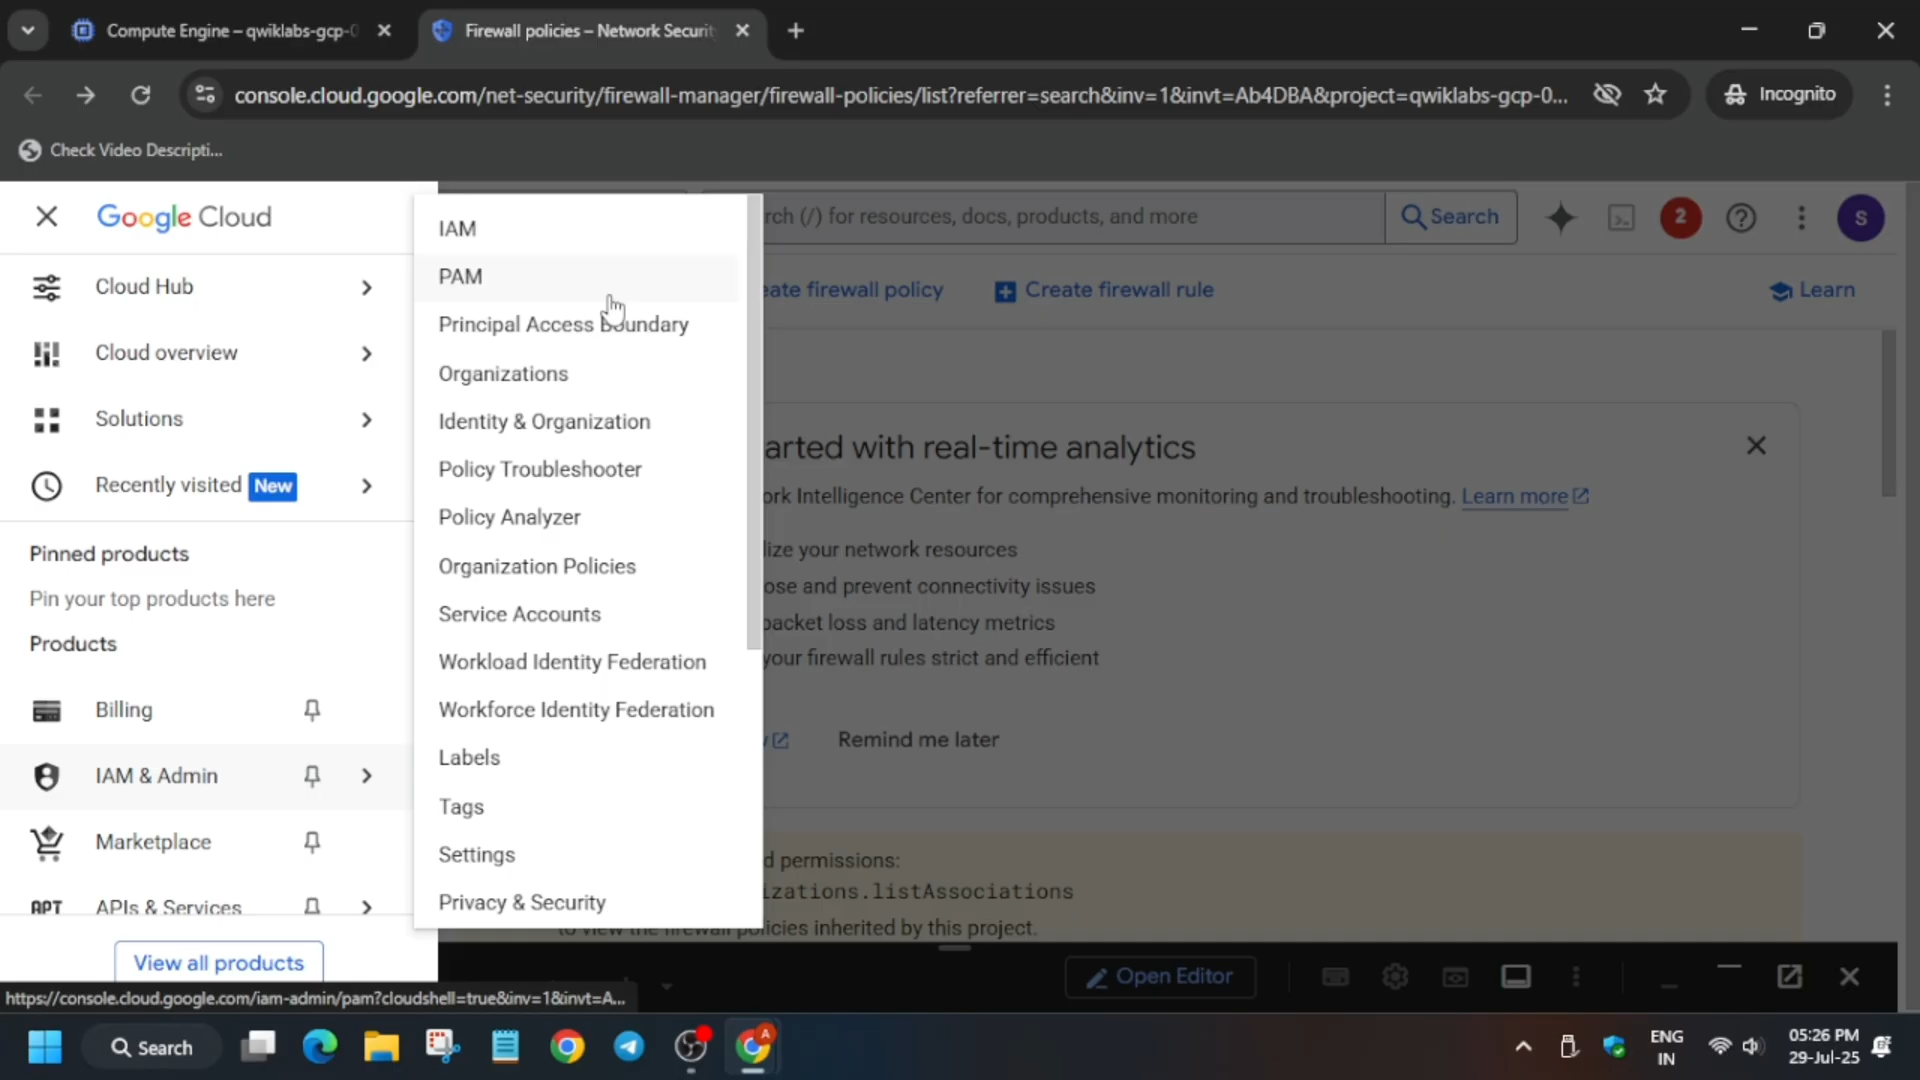 Compute Engine – qwiklabs-gcp-0
Firewall policies – Network Securit
console.cloud.google.com/net-security/firewall-manager/firewall-policies/list?referrer=search&inv=1&invt=Ab4DBA&project=qwiklabs-gcp-0...
Incognito
Check Video Descripti...
Google Cloud
rch (/) for resources, docs, products, and more
Search
2
S
eate firewall policy
Create firewall rule
Learn
Cloud Hub
Cloud overview
Solutions
Recently visited New
Pinned products
Pin your top products here
Products
Billing
IAM & Admin
Marketplace
API APIs & Services
View all products
IAM
PAM
Principal Access Boundary
Organizations
Identity & Organization
Policy Troubleshooter
Policy Analyzer
Organization Policies
Service Accounts
Workload Identity Federation
Workforce Identity Federation
Labels
Tags
Settings
Privacy & Security
arted with real-time analytics
ork Intelligence Center for comprehensive monitoring and troubleshooting. Learn more
lize your network resources
ose and prevent connectivity issues
packet loss and latency metrics
your firewall rules strict and efficient
Remind me later
d permissions:
izations.listAssociations
to view the firewall policies inherited by this project.
Open Editor
https://console.cloud.google.com/iam-admin/pam?cloudshell=true&inv=1&invt=A...
Search
A
ENG
IN
05:26 PM
29-Jul-25